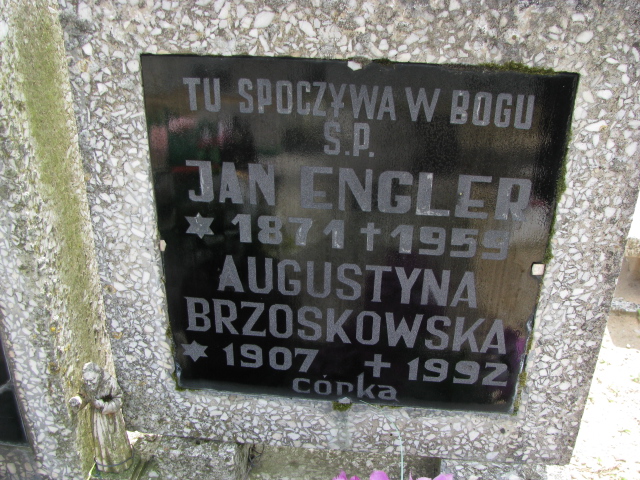 TU SPOCZYWA W BOGU
Ś.P.
JAN ENGLER
* 1871 † 1959
AUGUSTYNA
BRZOSKOWSKA
* 1907 † 1992
córka